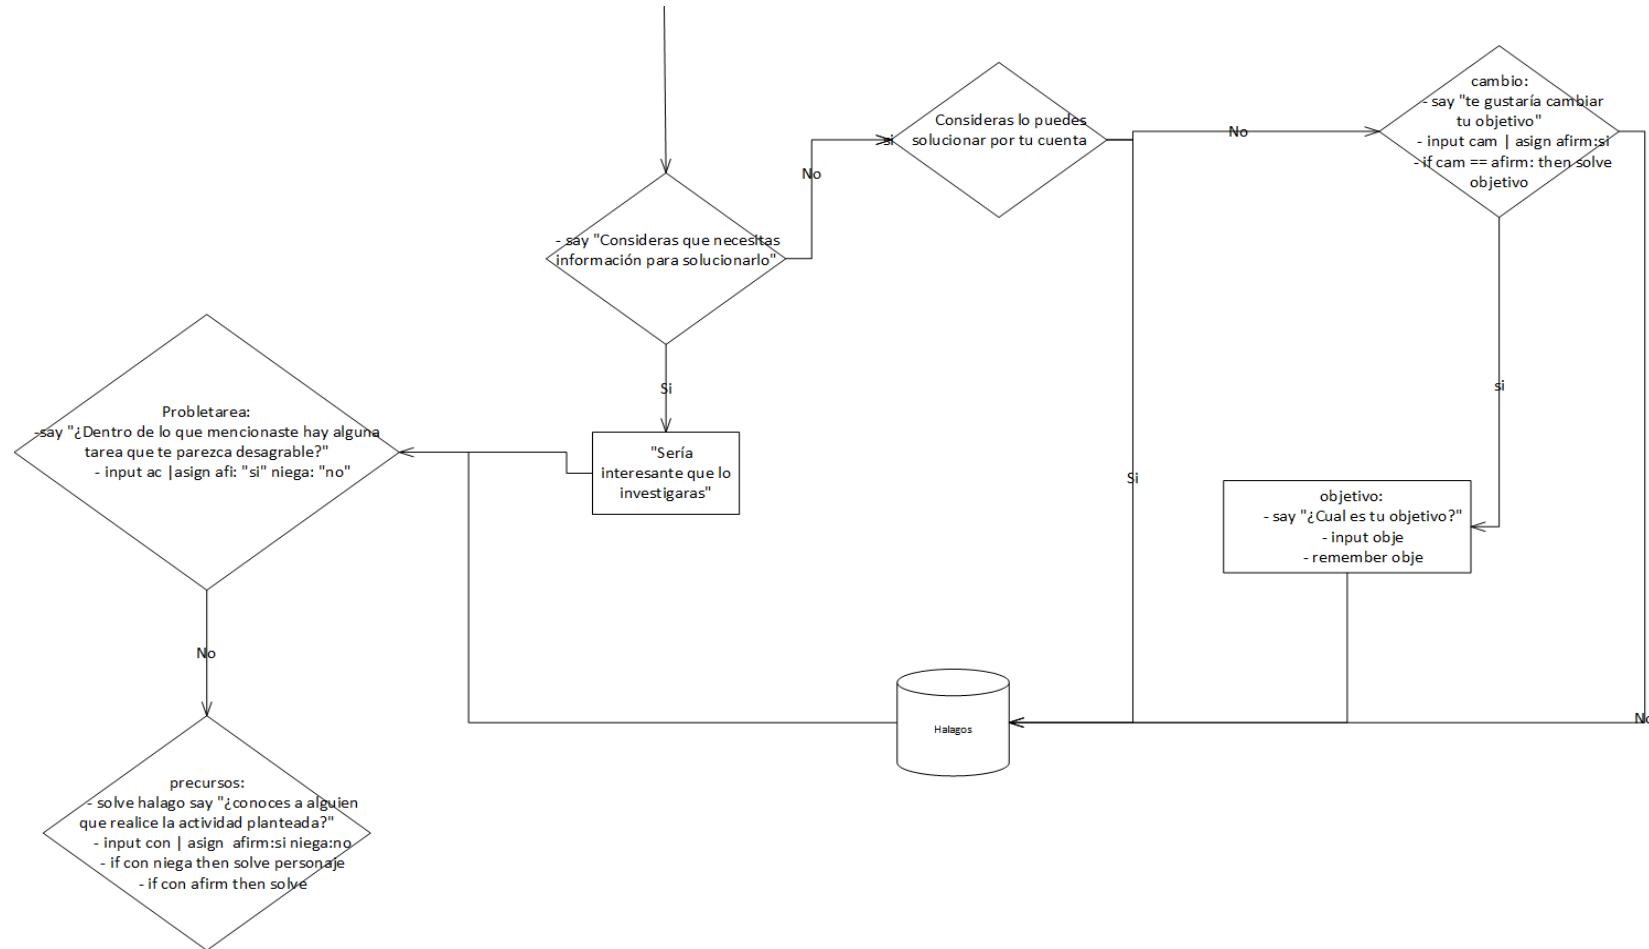 cambio:
- say "te gustaría cambiar
tu objetivo"
- input cam | asign afirm:si
- if cam == afirm: then solve
objetivo
Consideras lo puedes
solucionar por tu cuenta
si
No
No
- say "Consideras que necesitas
información para solucionarlo"
Si
si
Probletarea:
-say "¿Dentro de lo que mencionaste hay alguna
tarea que te parezca desagrable?"
- input ac |asign afi: "si" niega: "no"
"Sería
interesante que lo
investigaras"
Si
objetivo:
- say "¿Cual es tu objetivo?"
- input obje
- remember obje
No
No
Halagos
precursos:
- solve halago say "¿conoces a alguien
que realice la actividad planteada?"
- input con | asign afirm:si niega:no
- if con niega then solve personaje
- if con afirm then solve